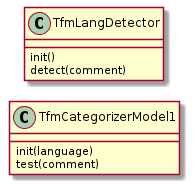 C TfmLangDetector
init()
detect(comment)
C TfmCategorizerModel1
init(language)
test(comment)